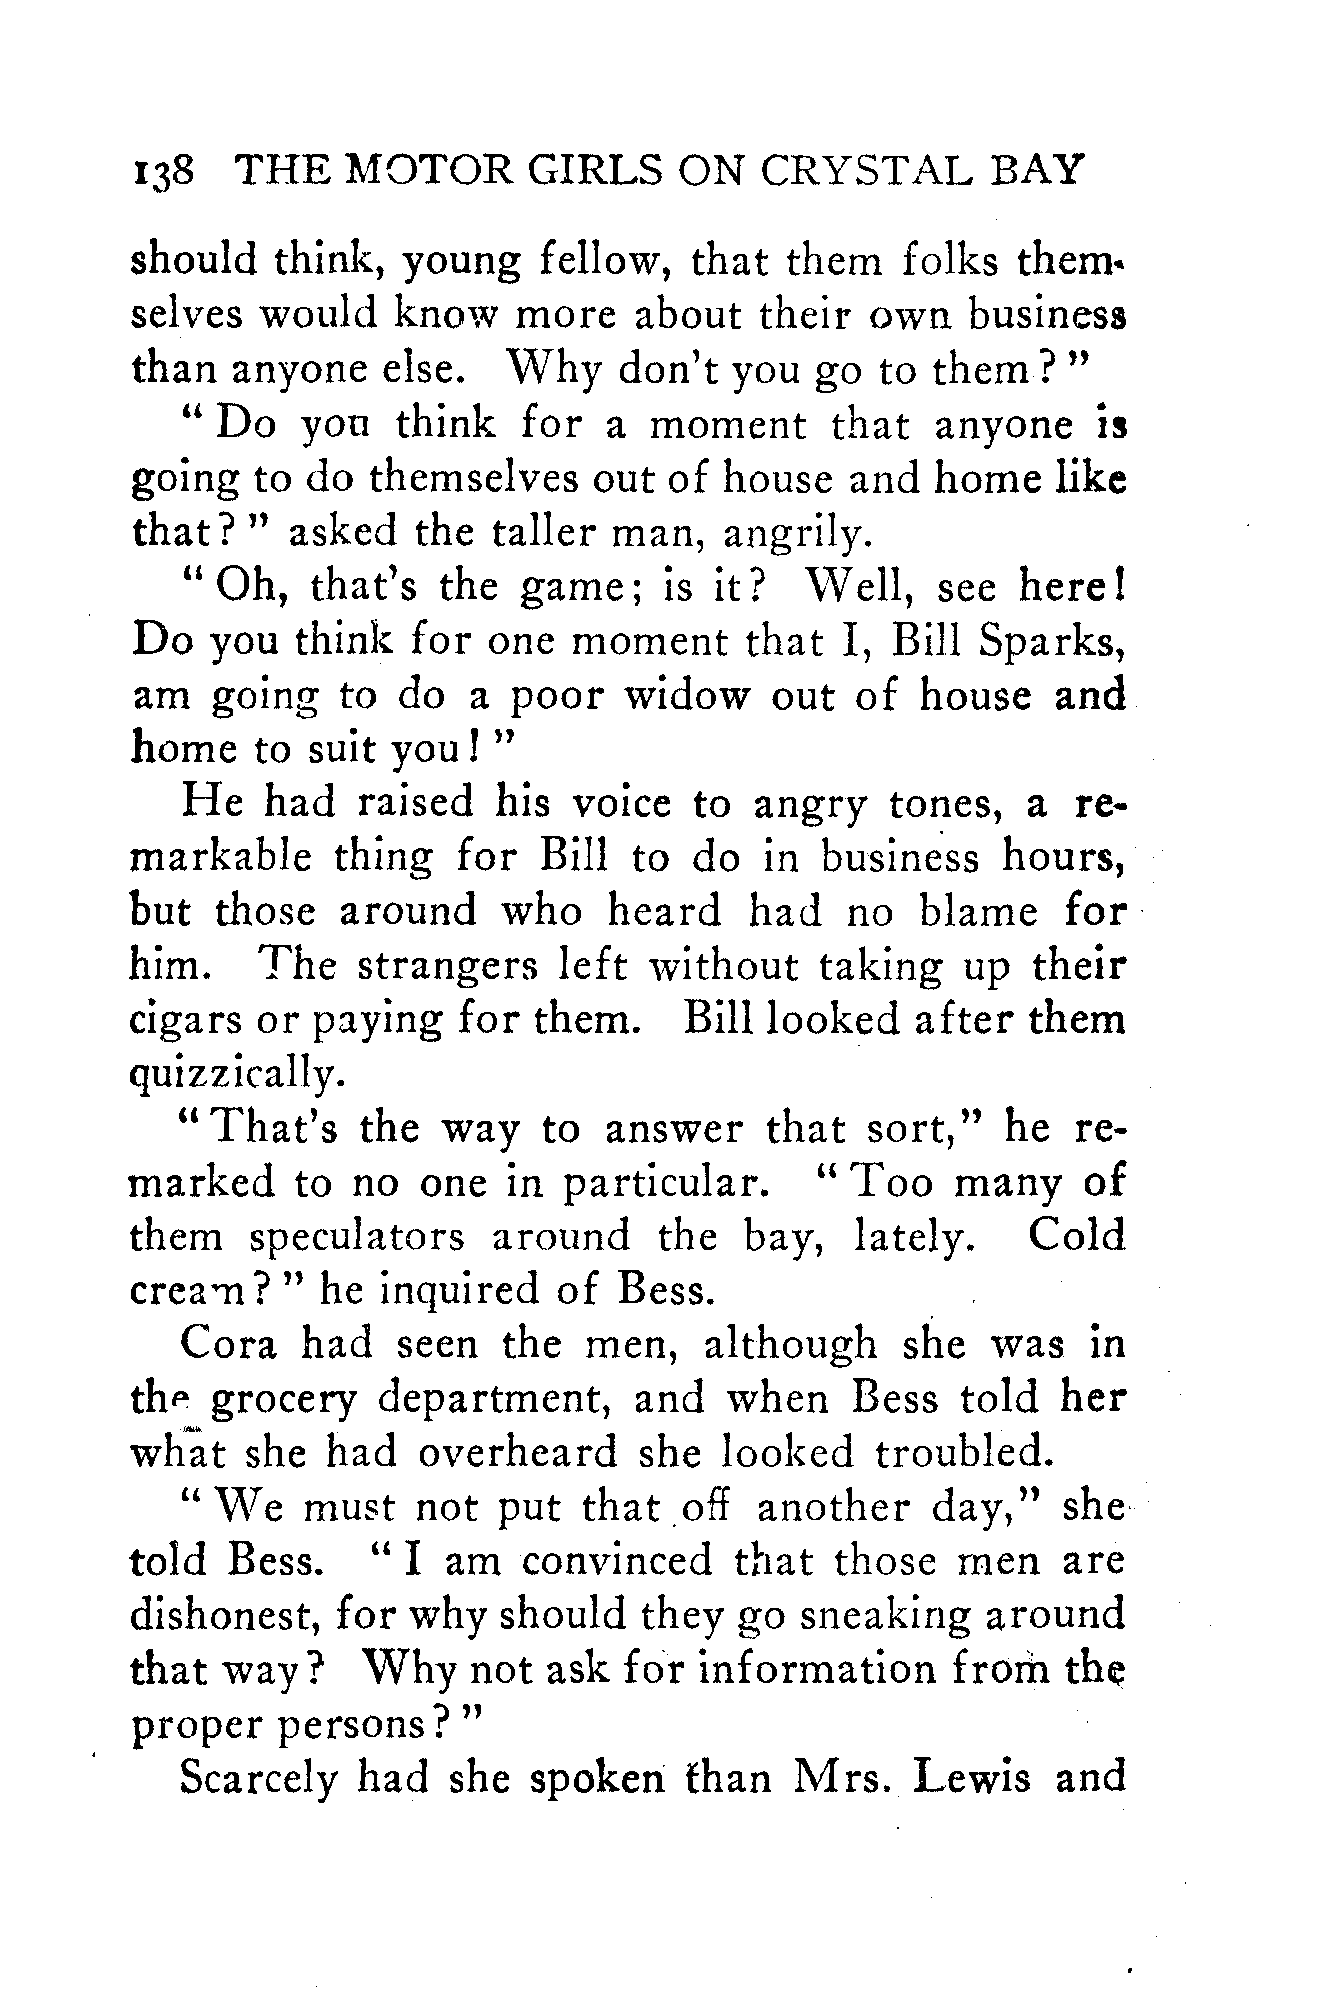 138 THE MOTOR GIRLS ON CRYSTAL BAY
should think, young fellow, that them folks them-
selves would know more about their own business
than anyone else. Why don't you go to them?"
"Do you think for a moment that anyone is
going to do themselves out of house and home like
that?" asked the taller man, angrily.
"Oh, that's the game; is it? Well, see here!
Do you think for one moment that I, Bill Sparks,
am going to do a poor widow out of house and
home to suit you!"
He had raised his voice to angry tones, a re-
markable thing for Bill to do in business hours,
but those around who heard had no blame for
him. The strangers left without taking up their
cigars or paying for them. Bill looked after them
quizzically.
"That's the way to answer that sort," he re-
marked to no one in particular. "Too many of
them speculators around the bay, lately. Cold
cream?" he inquired of Bess.
Cora had seen the men, although she was in
the grocery department, and when Bess told her
what she had overheard she looked troubled.
"We must not put that off another day," she
told Bess. "I am convinced that those men are
dishonest, for why should they go sneaking around
that way? Why not ask for information from the
proper persons?"
Scarcely had she spoken than Mrs. Lewis and